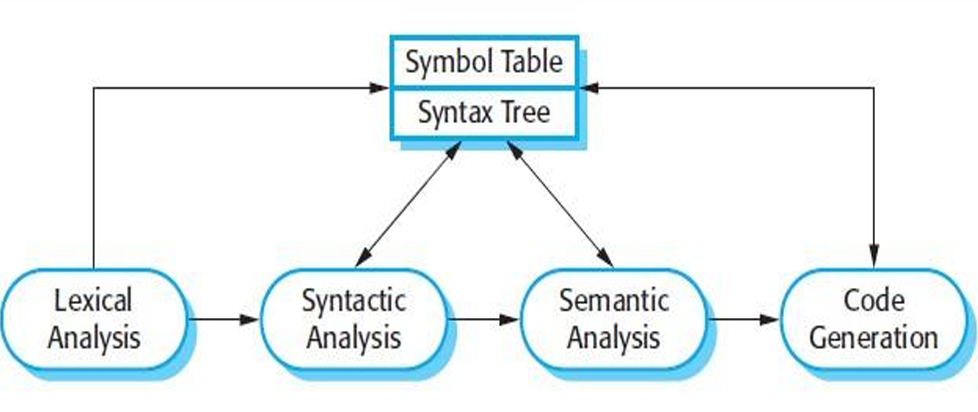 Symbol Table
Syntax Tree
Lexical
Analysis
Syntactic
Analysis
Semantic
Analysis
Code
Generation